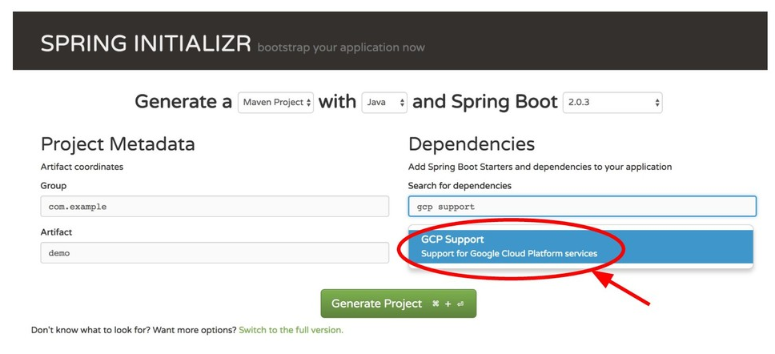 SPRING INITIALIZR bootstrap your application now
Generate a Maven Project with Java and Spring Boot 2.0.3
Project Metadata
Artifact coordinates
Group
com.example
Artifact
demo
Dependencies
Add Spring Boot Starters and dependencies to your application
Search for dependencies
gcp support
GCP Support
Support for Google Cloud Platform services
Generate Project ⌘ + ⏎
Don't know what to look for? Want more options? Switch to the full version.